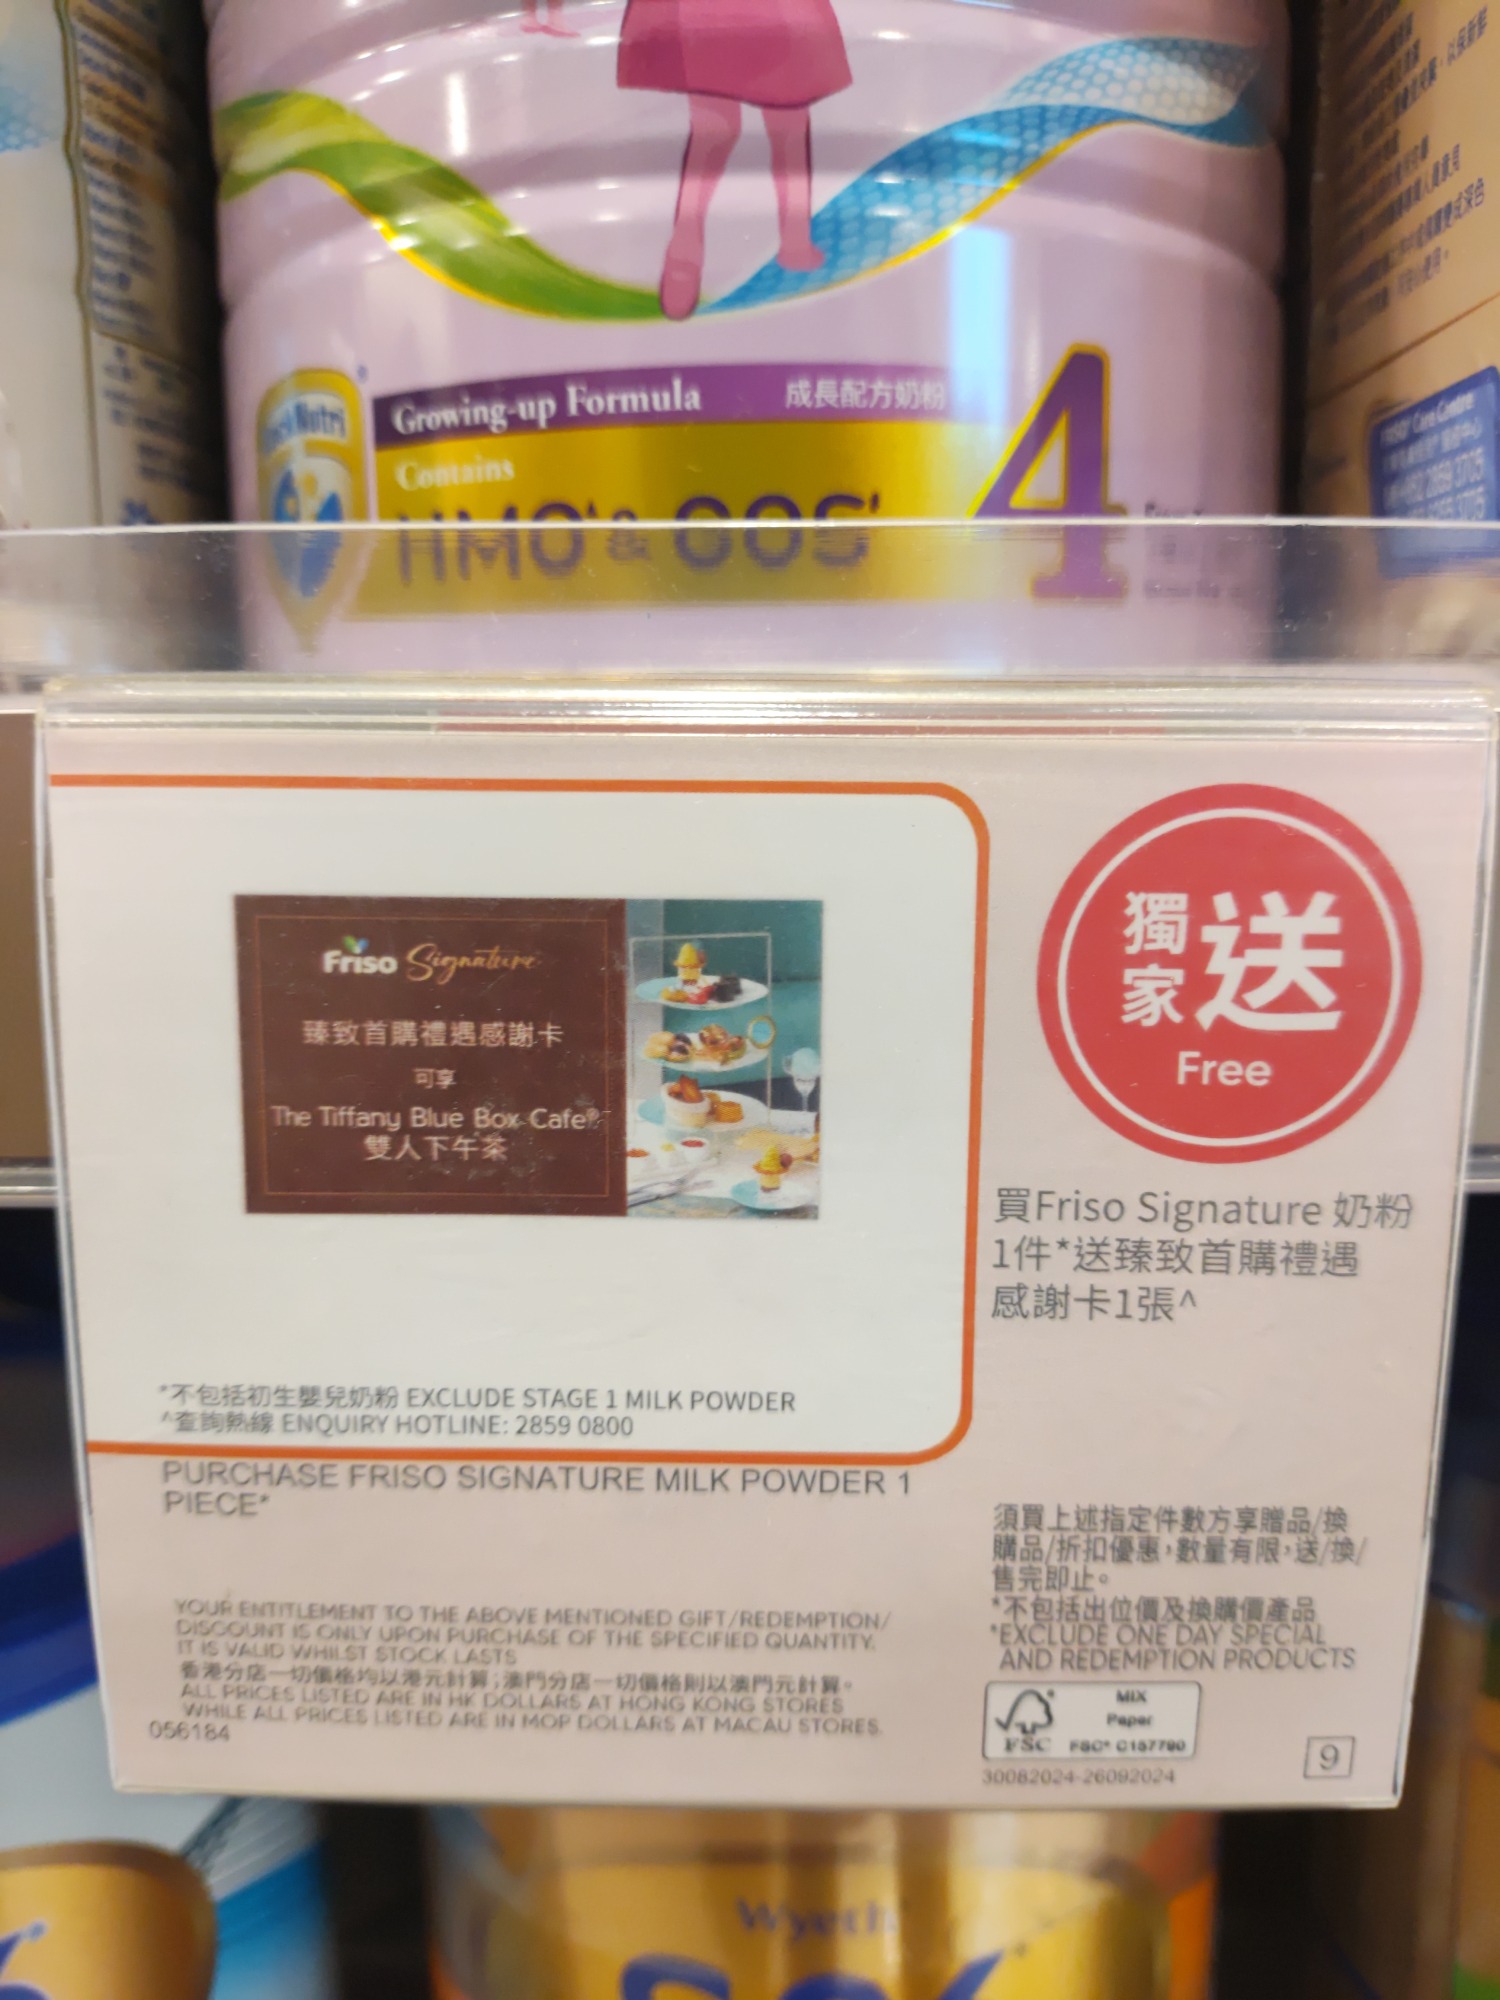 Growing-up Formula 成長配方奶粉
Contains
HMO & GOS
4
Friso Signature
臻致首購禮遇感謝卡
可享
The Tiffany Blue Box Cafe®
雙人下午茶
*不包括初生嬰兒奶粉 EXCLUDE STAGE 1 MILK POWDER
^查詢熱線 ENQUIRY HOTLINE: 2859 0800
PURCHASE FRISO SIGNATURE MILK POWDER 1
PIECE*
YOUR ENTITLEMENT TO THE ABOVE MENTIONED GIFT/REDEMPTION/
DISCOUNT IS ONLY UPON PURCHASE OF THE SPECIFIED QUANTITY.
IT IS VALID WHILST STOCK LASTS
香港分店一切價格均以港元計算;澳門分店一切價格則以澳門元計算。
ALL PRICES LISTED ARE IN HK DOLLARS AT HONG KONG STORES
WHILE ALL PRICES LISTED ARE IN MOP DOLLARS AT MACAU STORES.
056184
獨家送
Free
買Friso Signature 奶粉
1件*送臻致首購禮遇
感謝卡1張^
須買上述指定件數方享贈品/換
購品/折扣優惠,數量有限,送/換/
售完即止。
*不包括出位價及換購價產品
*EXCLUDE ONE DAY SPECIAL
AND REDEMPTION PRODUCTS
FSC
MIX
Paper
FSC® C157790
30082024-26092024
9
Wyeth